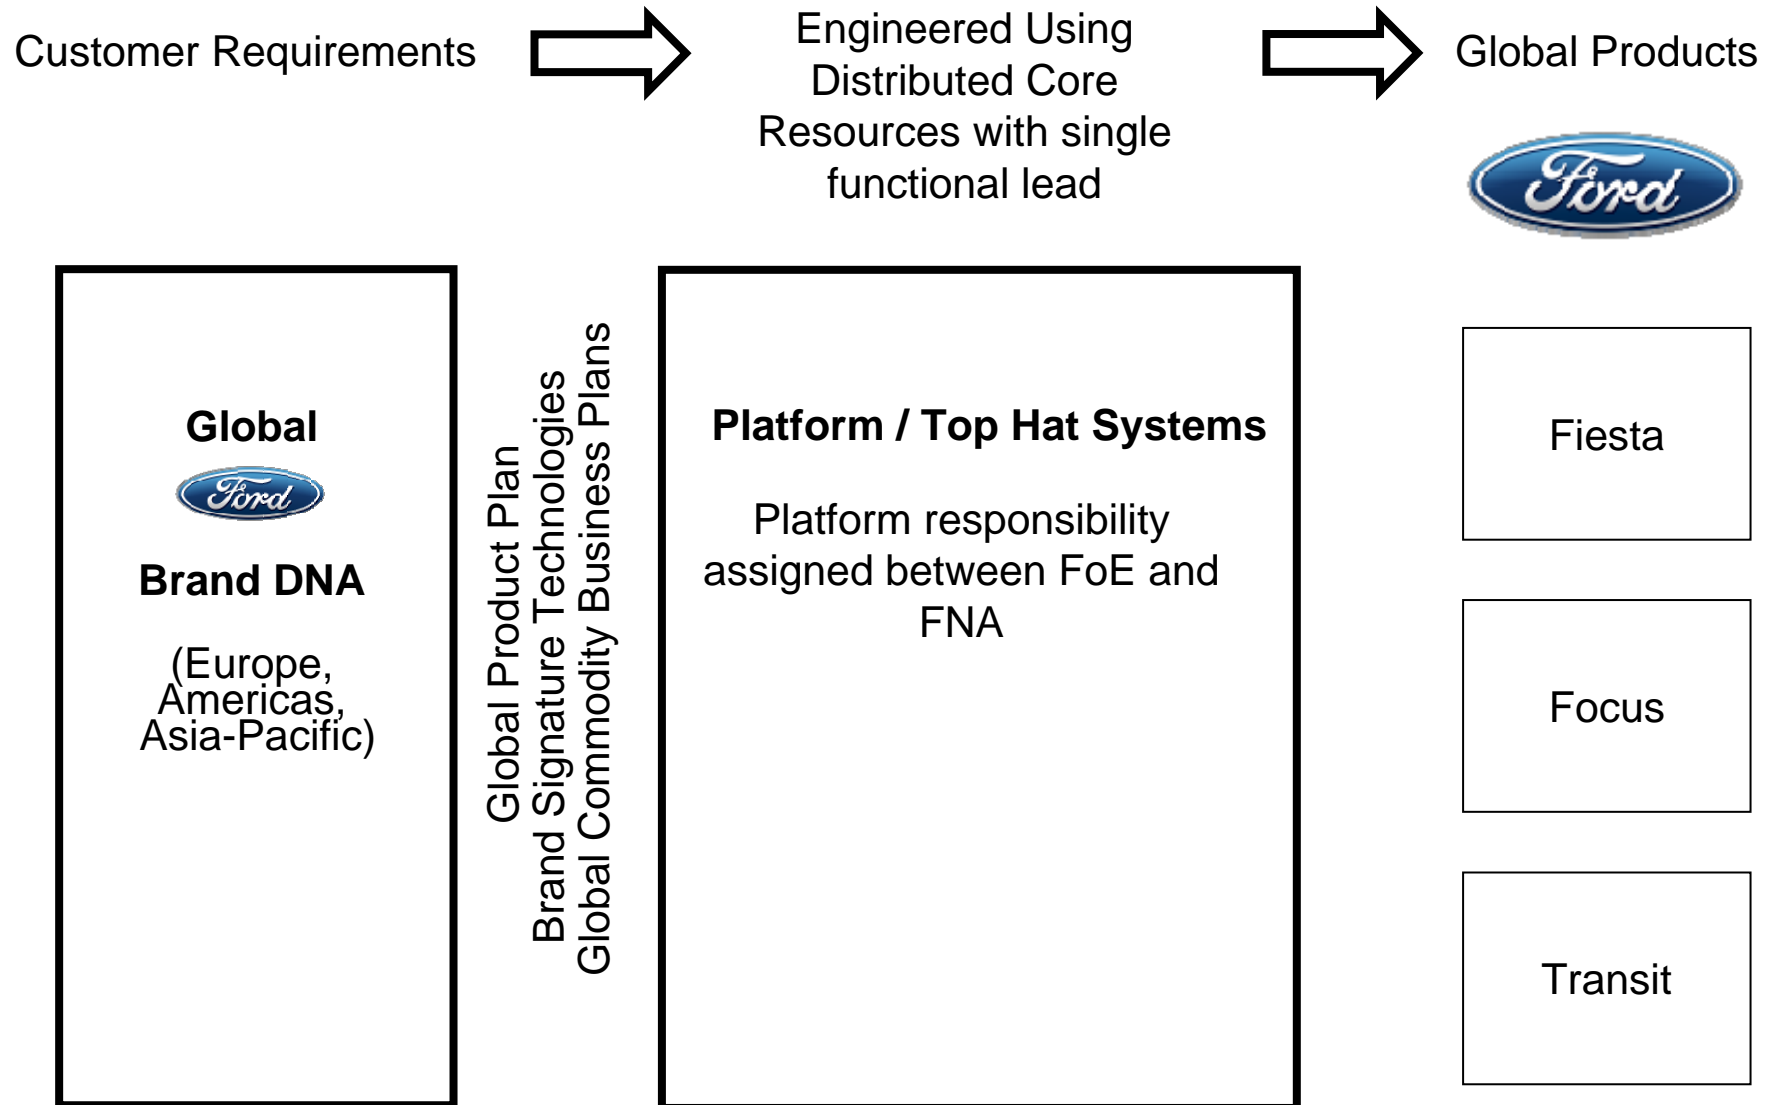 Customer Requirements
Engineered Using
Distributed Core
Resources with single
functional lead
Global Products
Ford
Global
Ford
Brand DNA
(Europe,
Americas,
Asia-Pacific)
Global Product Plan
Brand Signature Technologies
Global Commodity Business Plans
Platform / Top Hat Systems
Platform responsibility
assigned between FoE and
FNA
Fiesta
Focus
Transit